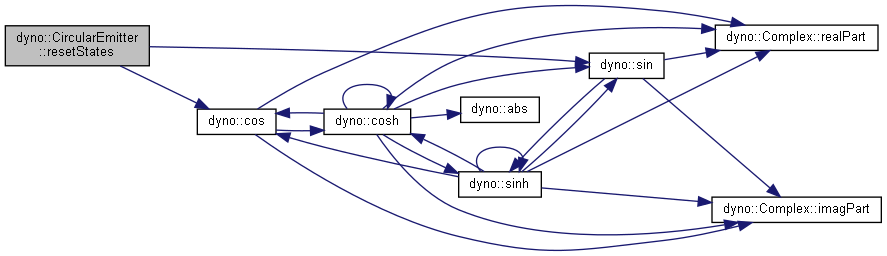 dyno::CircularEmitter
::resetStates
dyno::cos
dyno::cosh
dyno::abs
dyno::sinh
dyno::sin
dyno::Complex::realPart
dyno::Complex::imagPart